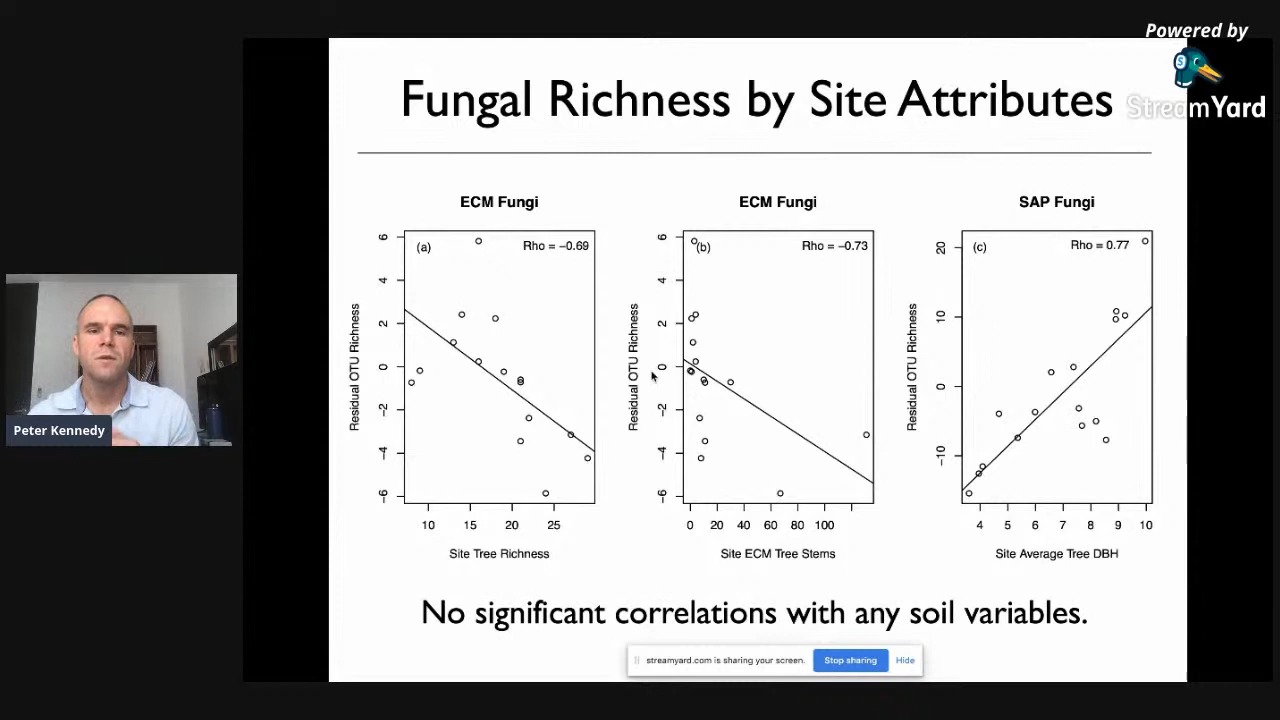 Powered by
StreamYard
Fungal Richness by Site Attributes
ECM Fungi
(a)
Rho = −0.69
6
4
2
0
−2
−4
−6
Residual OTU Richness
10 15 20 25
Site Tree Richness
ECM Fungi
(b)
Rho = −0.73
6
4
2
0
−2
−4
−6
Residual OTU Richness
0 20 40 60 80 100
Site ECM Tree Stems
SAP Fungi
(c)
Rho = 0.77
20
10
0
−10
Residual OTU Richness
4 5 6 7 8 9 10
Site Average Tree DBH
Peter Kennedy
No significant correlations with any soil variables.
streamyard.com is sharing your screen.
Stop sharing
Hide